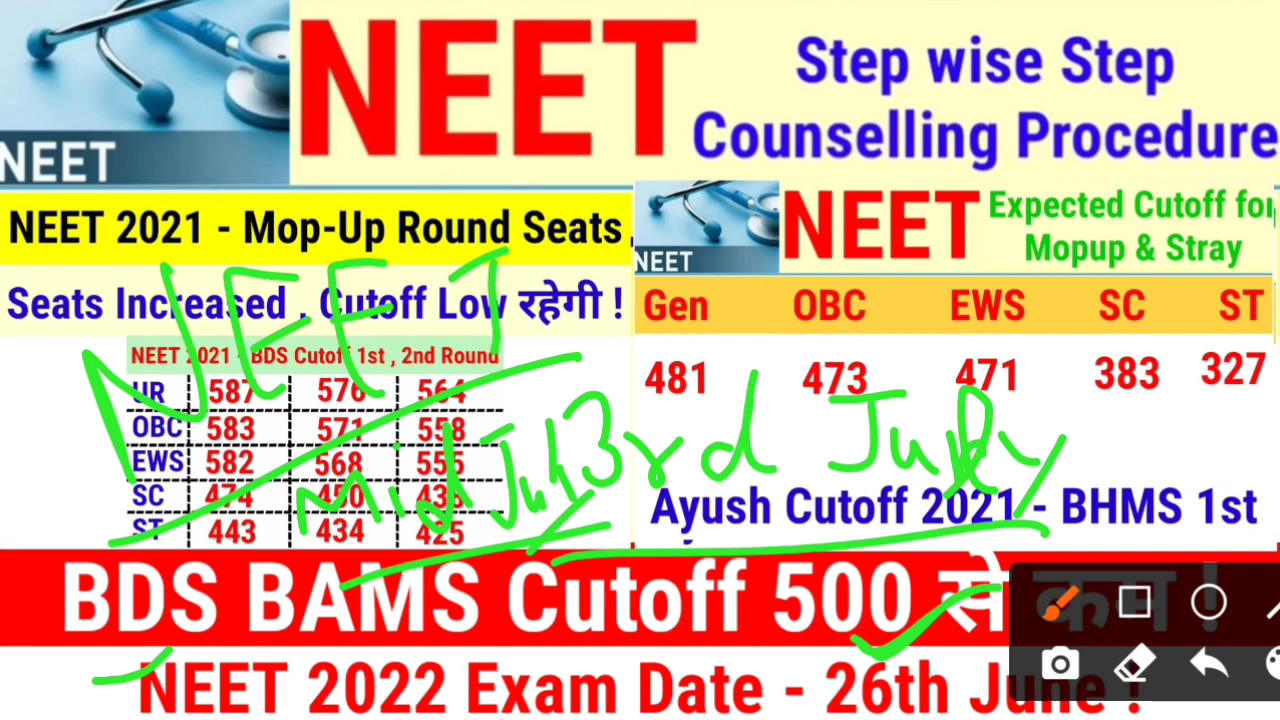 NEET
NEET
Step wise Step
Counselling Procedure
NEET 2021 - Mop-Up Round Seats
Seats Increased , Cutoff Low रहेगी !
NEET 2021 - BDS Cutoff 1st , 2nd Round
UR 587 576 564
OBC 583 571 558
EWS 582 568 555
SC 474 450 438
ST 443 434 425
NEET
NEET
Expected Cutoff for
Mopup & Stray
Gen OBC EWS SC ST
481 473 471 383 327
Ayush Cutoff 2021 - BHMS 1st
NEET
Mid July
3rd July
BDS BAMS Cutoff 500 से कम !
NEET 2022 Exam Date - 26th June !